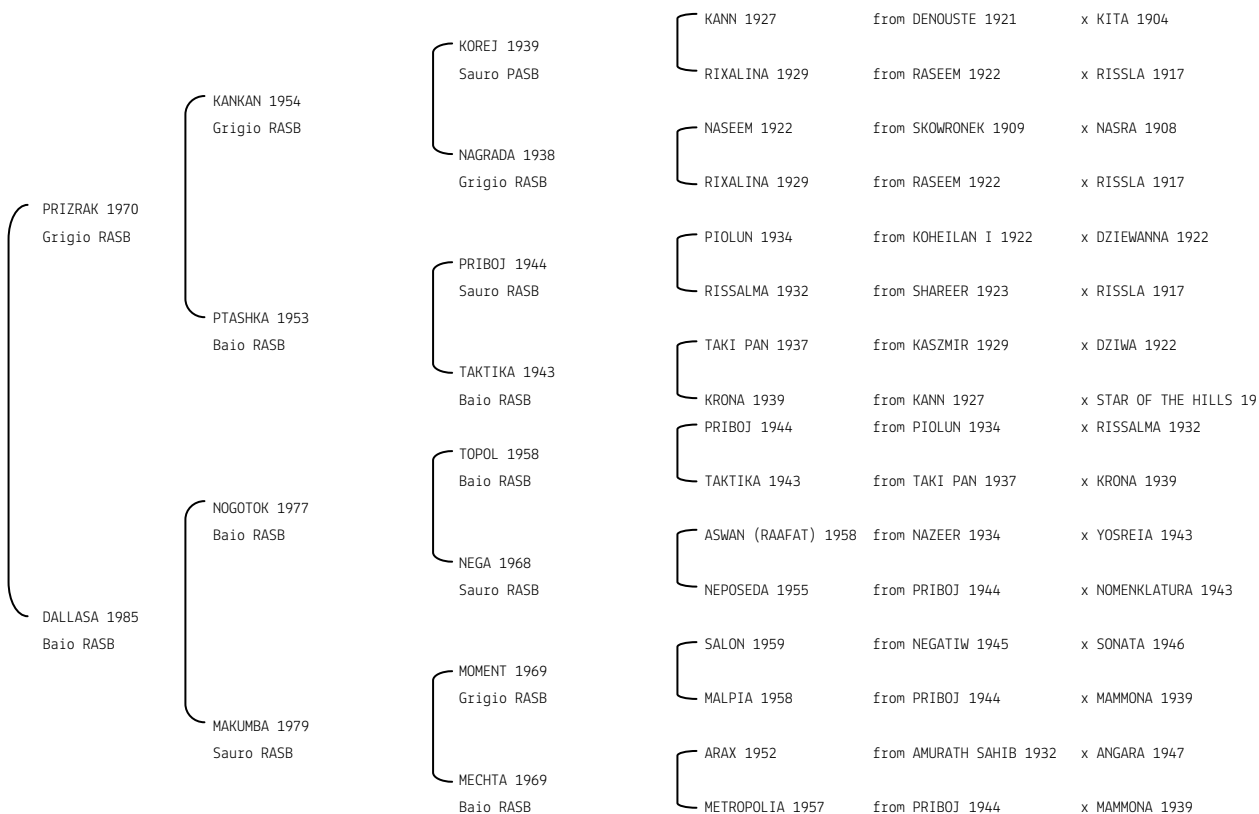 KANN 1927 from DENOUSTE 1921 x KITA 1904
KOREJ 1939
Sauro PASB RIXALINA 1929 from RASEEM 1922 x RISSLA 1917
KANKAN 1954
Grigio RASB NASEEM 1922 from SKOWRONEK 1909 x NASRA 1908
NAGRADA 1938
Grigio RASB RIXALINA 1929 from RASEEM 1922 x RISSLA 1917
PRIZRAK 1970
Grigio RASB PIOLUN 1934 from KOHEILAN I 1922 x DZIEWANNA 1922
PRIBOJ 1944
Sauro RASB RISSALMA 1932 from SHAREER 1923 x RISSLA 1917
PTASHKA 1953
Baio RASB TAKI PAN 1937 from KASZMIR 1929 x DZIWA 1922
TAKTIKA 1943
Baio RASB KRONA 1939 from KANN 1927 x STAR OF THE HILLS 19
PRIBOJ 1944 from PIOLUN 1934 x RISSALMA 1932
TOPOL 1958
Baio RASB TAKTIKA 1943 from TAKI PAN 1937 x KRONA 1939
NOGOTOK 1977
Baio RASB ASWAN (RAAFAT) 1958 from NAZEER 1934 x YOSREIA 1943
NEGA 1968
Sauro RASB NEPOSEDA 1955 from PRIBOJ 1944 x NOMENKLATURA 1943
DALLASA 1985
Baio RASB SALON 1959 from NEGATIW 1945 x SONATA 1946
MOMENT 1969
Grigio RASB MALPIA 1958 from PRIBOJ 1944 x MAMMONA 1939
MAKUMBA 1979
Sauro RASB ARAX 1952 from AMURATH SAHIB 1932 x ANGARA 1947
MECHTA 1969
Baio RASB METROPOLIA 1957 from PRIBOJ 1944 x MAMMONA 1939